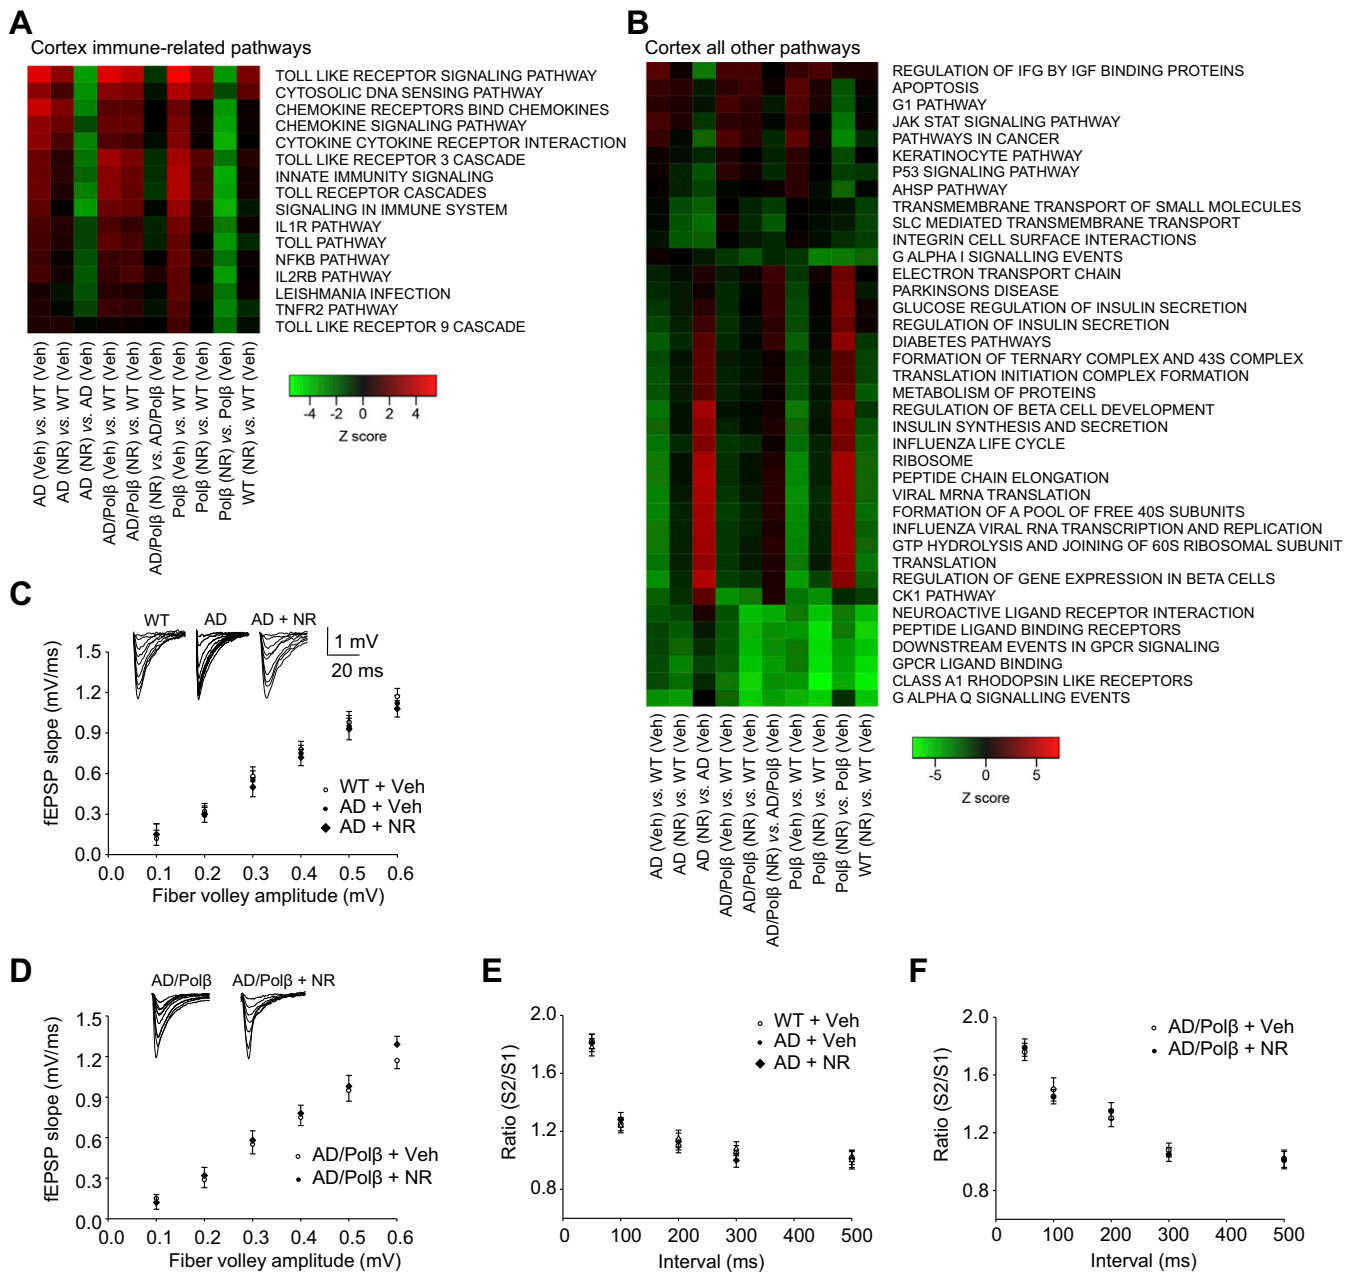 A
Cortex immune-related pathways
TOLL LIKE RECEPTOR SIGNALING PATHWAY
CYTOSOLIC DNA SENSING PATHWAY
CHEMOKINE RECEPTORS BIND CHEMOKINES
CHEMOKINE SIGNALING PATHWAY
CYTOKINE CYTOKINE RECEPTOR INTERACTION
TOLL LIKE RECEPTOR 3 CASCADE
INNATE IMMUNITY SIGNALING
TOLL RECEPTOR CASCADES
SIGNALING IN IMMUNE SYSTEM
IL1R PATHWAY
TOLL PATHWAY
NFKB PATHWAY
IL2RB PATHWAY
LEISHMANIA INFECTION
TNFR2 PATHWAY
TOLL LIKE RECEPTOR 9 CASCADE
AD (Veh) vs. WT (Veh)
AD (NR) vs. WT (Veh)
AD (NR) vs. AD (Veh)
AD/Polβ (Veh) vs. WT (Veh)
AD/Polβ (NR) vs. WT (Veh)
AD/Polβ (NR) vs. AD/Polβ (Veh)
Polβ (Veh) vs. WT (Veh)
Polβ (NR) vs. WT (Veh)
Polβ (NR) vs. Polβ (Veh)
WT (NR) vs. WT (Veh)
-4 -2 0 2 4
Z score
B
Cortex all other pathways
REGULATION OF IFG BY IGF BINDING PROTEINS
APOPTOSIS
G1 PATHWAY
JAK STAT SIGNALING PATHWAY
PATHWAYS IN CANCER
KERATINOCYTE PATHWAY
P53 SIGNALING PATHWAY
AHSP PATHWAY
TRANSMEMBRANE TRANSPORT OF SMALL MOLECULES
SLC MEDIATED TRANSMEMBRANE TRANSPORT
INTEGRIN CELL SURFACE INTERACTIONS
G ALPHA I SIGNALLING EVENTS
ELECTRON TRANSPORT CHAIN
PARKINSONS DISEASE
GLUCOSE REGULATION OF INSULIN SECRETION
REGULATION OF INSULIN SECRETION
DIABETES PATHWAYS
FORMATION OF TERNARY COMPLEX AND 43S COMPLEX
TRANSLATION INITIATION COMPLEX FORMATION
METABOLISM OF PROTEINS
REGULATION OF BETA CELL DEVELOPMENT
INSULIN SYNTHESIS AND SECRETION
INFLUENZA LIFE CYCLE
RIBOSOME
PEPTIDE CHAIN ELONGATION
VIRAL MRNA TRANSLATION
FORMATION OF A POOL OF FREE 40S SUBUNITS
INFLUENZA VIRAL RNA TRANSCRIPTION AND REPLICATION
GTP HYDROLYSIS AND JOINING OF 60S RIBOSOMAL SUBUNIT
TRANSLATION
REGULATION OF GENE EXPRESSION IN BETA CELLS
CK1 PATHWAY
NEUROACTIVE LIGAND RECEPTOR INTERACTION
PEPTIDE LIGAND BINDING RECEPTORS
DOWNSTREAM EVENTS IN GPCR SIGNALING
GPCR LIGAND BINDING
CLASS A1 RHODOPSIN LIKE RECEPTORS
G ALPHA Q SIGNALLING EVENTS
AD (Veh) vs. WT (Veh)
AD (NR) vs. WT (Veh)
AD (NR) vs. AD (Veh)
AD/Polβ (Veh) vs. WT (Veh)
AD/Polβ (NR) vs. WT (Veh)
AD/Polβ (NR) vs. AD/Polβ (Veh)
Polβ (Veh) vs. WT (Veh)
Polβ (NR) vs. WT (Veh)
Polβ (NR) vs. Polβ (Veh)
WT (NR) vs. WT (Veh)
-5 0 5
Z score
C
WT AD AD + NR
1 mV
20 ms
fEPSP slope (mV/ms)
1.5
1.2
0.9
0.6
0.3
0.0
WT + Veh
AD + Veh
AD + NR
0.0 0.1 0.2 0.3 0.4 0.5 0.6
Fiber volley amplitude (mV)
D
AD/Polβ AD/Polβ + NR
fEPSP slope (mV/ms)
1.5
1.2
0.9
0.6
0.3
0.0
AD/Polβ + Veh
AD/Polβ + NR
0.0 0.1 0.2 0.3 0.4 0.5 0.6
Fiber volley amplitude (mV)
E
Ratio (S2/S1)
2.0
1.6
1.2
0.8
WT + Veh
AD + Veh
AD + NR
0 100 200 300 400 500
Interval (ms)
F
Ratio (S2/S1)
2.0
1.6
1.2
0.8
AD/Polβ + Veh
AD/Polβ + NR
0 100 200 300 400 500
Interval (ms)